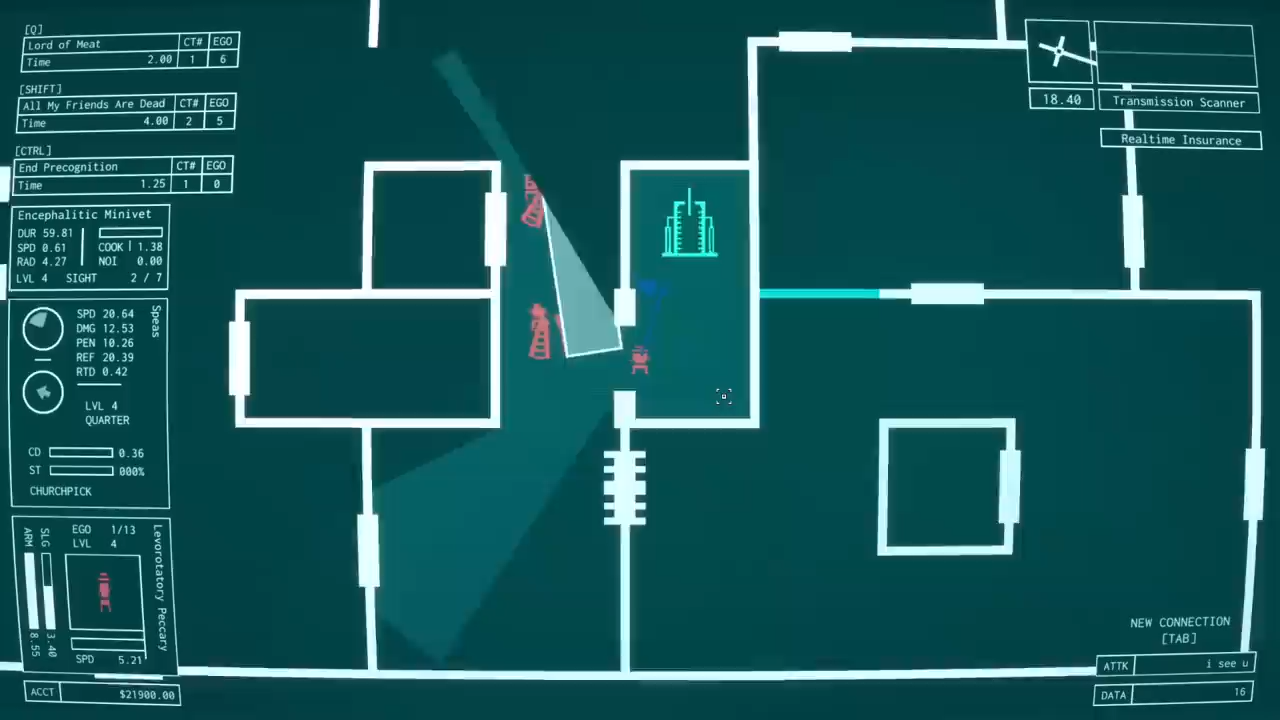 [Q]
Lord of Meat CT# EGO
Time 2.00 1 6
[SHIFT]
All My Friends Are Dead CT# EGO
Time 4.00 2 5
[CTRL]
End Precognition CT# EGO
Time 1.25 1 0
Encephalitic Minivet
DUR 59.81
SPD 0.61 COOK 1.38
RAD 4.27 NOI 0.00
LVL 4 SIGHT 2 / 7
Speas
SPD 20.64
DMG 12.53
PEN 10.26
REF 20.39
RTD 0.42
LVL 4
QUARTER
CD 0.36
ST 000%
CHURCHPICK
EGO 1/13
LVL 4
ARM 8.55
SLG 3.40
Levorotatory Peccary
SPD 5.21
ACCT $21900.00
18.40
Transmission Scanner
Realtime Insurance
NEW CONNECTION
[TAB]
ATTK i see u
DATA 16